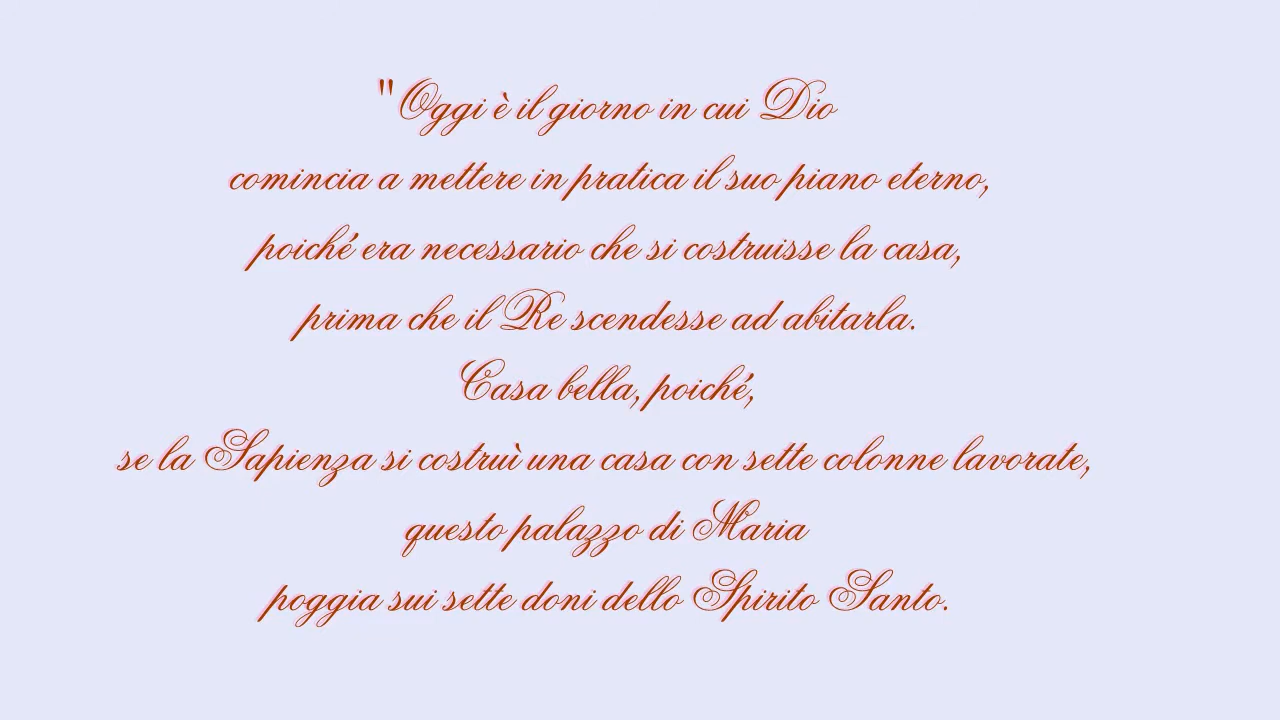 "Oggi è il giorno in cui Dio
comincia a mettere in pratica il suo piano eterno,
poiché era necessario che si costruisse la casa,
prima che il Re scendesse ad abitarla.
Casa bella, poiché,
se la Sapienza si costruì una casa con sette colonne lavorate,
questo palazzo di Maria
poggia sui sette doni dello Spirito Santo.